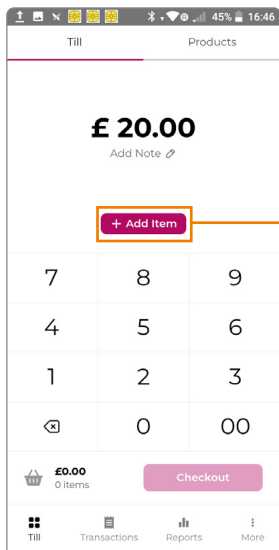 45% 16:46
Till Products
£ 20.00
Add Note
+ Add Item
7 8 9
4 5 6
1 2 3
0 00
£0.00
0 items
Checkout
Till Transactions Reports More